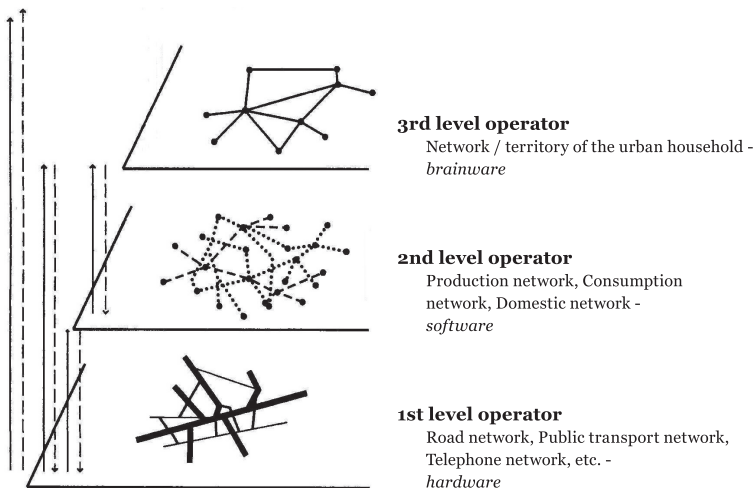 3rd level operator
Network / territory of the urban household -
brainware
2nd level operator
Production network, Consumption
network, Domestic network -
software
1st level operator
Road network, Public transport network,
Telephone network, etc. -
hardware